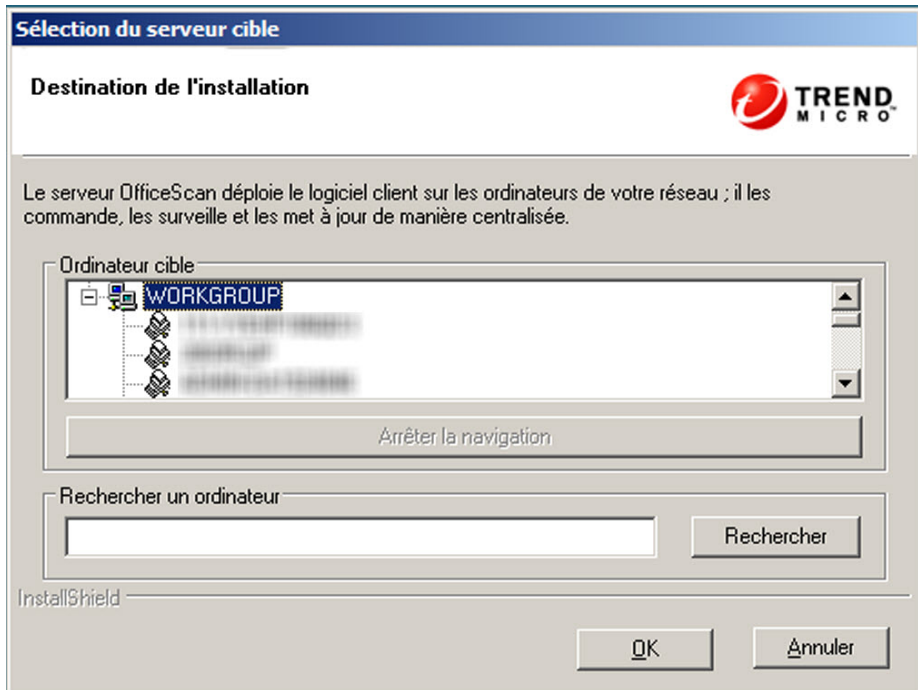 Sélection du serveur cible
Destination de l'installation
TREND
MICRO
Le serveur OfficeScan déploie le logiciel client sur les ordinateurs de votre réseau ; il les
commande, les surveille et les met à jour de manière centralisée.
Ordinateur cible
WORKGROUP
Arrêter la navigation
Rechercher un ordinateur
Rechercher
InstallShield
OK
Annuler